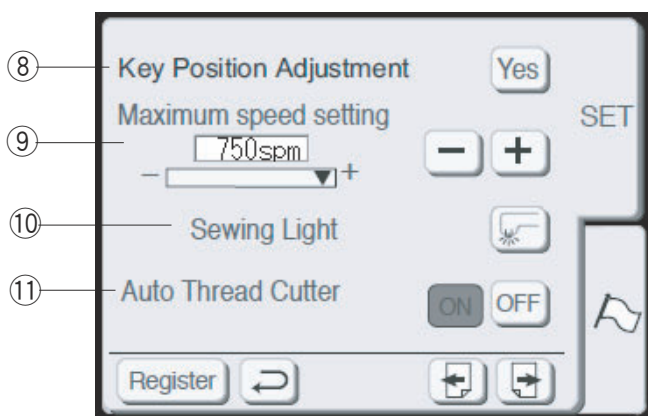 ⑧ Key Position Adjustment Yes
SET
Maximum speed setting
⑨ 750spm
− + − +
⑩ Sewing Light
⑪ Auto Thread Cutter ON OFF
Register